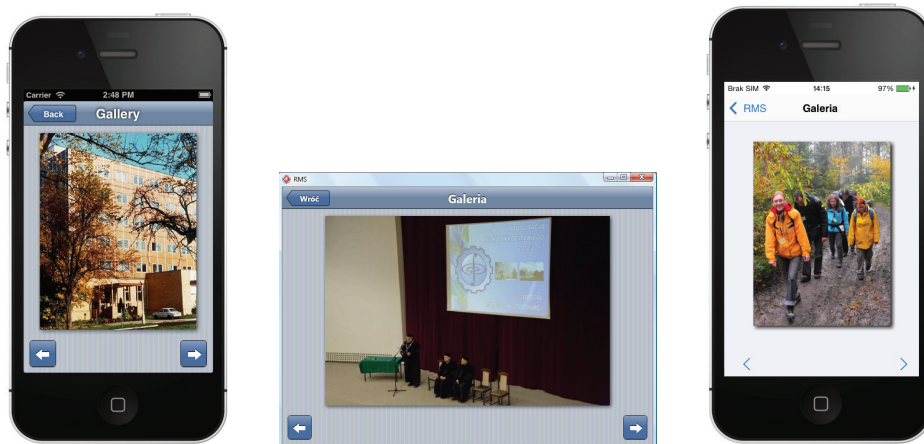 Carrier 2:48 PM
Back Gallery
RMS
Wróć Galeria
Brak SIM 14:15 97%
RMS Galeria